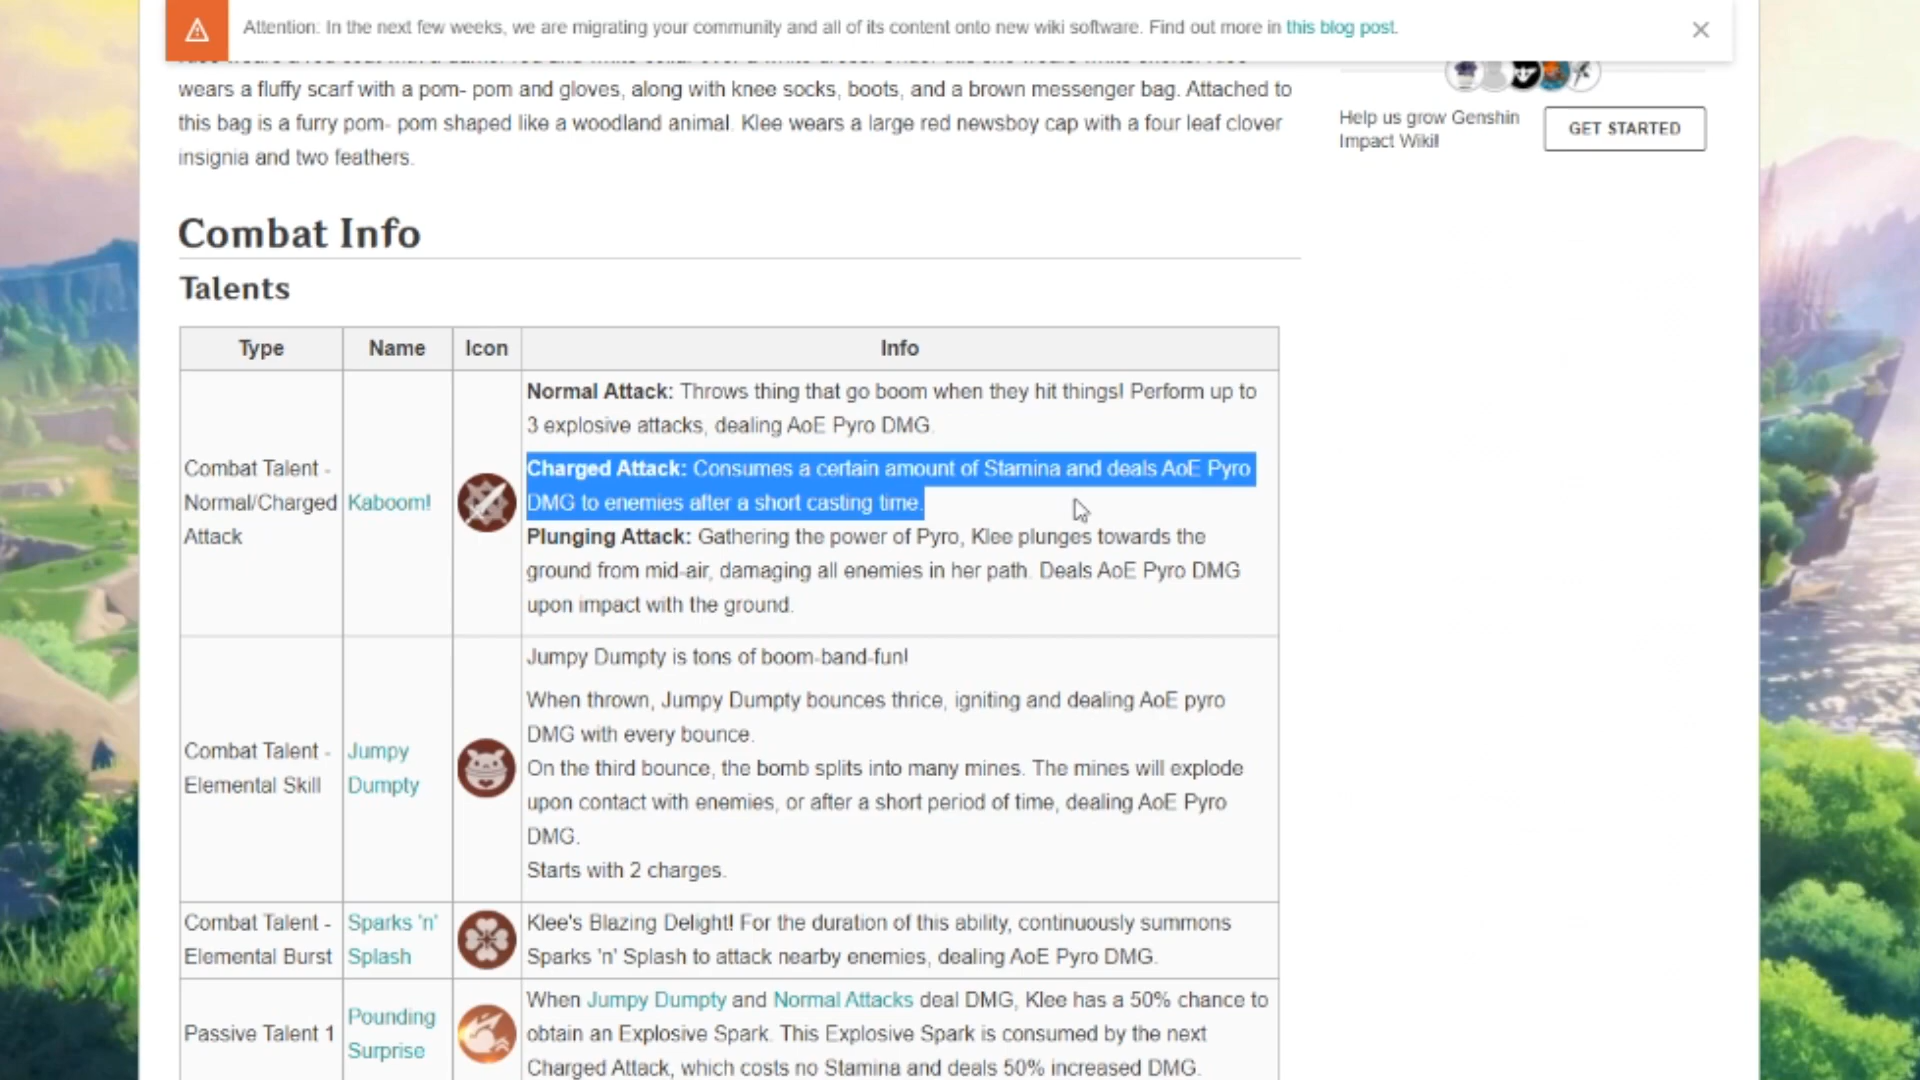 Attention: In the next few weeks, we are migrating your community and all of its content onto new wiki software. Find out more in this blog post.
wears a fluffy scarf with a pom- pom and gloves, along with knee socks, boots, and a brown messenger bag. Attached to
this bag is a furry pom- pom shaped like a woodland animal. Klee wears a large red newsboy cap with a four leaf clover
insignia and two feathers.
Help us grow Genshin
Impact Wiki!
GET STARTED
Combat Info
Talents
Type Name Icon Info
Combat Talent -
Normal/Charged
Attack
Kaboom!
Normal Attack: Throws thing that go boom when they hit things! Perform up to
3 explosive attacks, dealing AoE Pyro DMG.
Charged Attack: Consumes a certain amount of Stamina and deals AoE Pyro
DMG to enemies after a short casting time.
Plunging Attack: Gathering the power of Pyro, Klee plunges towards the
ground from mid-air, damaging all enemies in her path. Deals AoE Pyro DMG
upon impact with the ground.
Combat Talent -
Elemental Skill
Jumpy
Dumpty
Jumpy Dumpty is tons of boom-band-fun!
When thrown, Jumpy Dumpty bounces thrice, igniting and dealing AoE pyro
DMG with every bounce.
On the third bounce, the bomb splits into many mines. The mines will explode
upon contact with enemies, or after a short period of time, dealing AoE Pyro
DMG.
Starts with 2 charges.
Combat Talent -
Elemental Burst
Sparks 'n'
Splash
Klee's Blazing Delight! For the duration of this ability, continuously summons
Sparks 'n' Splash to attack nearby enemies, dealing AoE Pyro DMG.
Passive Talent 1
Pounding
Surprise
When Jumpy Dumpty and Normal Attacks deal DMG, Klee has a 50% chance to
obtain an Explosive Spark. This Explosive Spark is consumed by the next
Charged Attack, which costs no Stamina and deals 50% increased DMG.